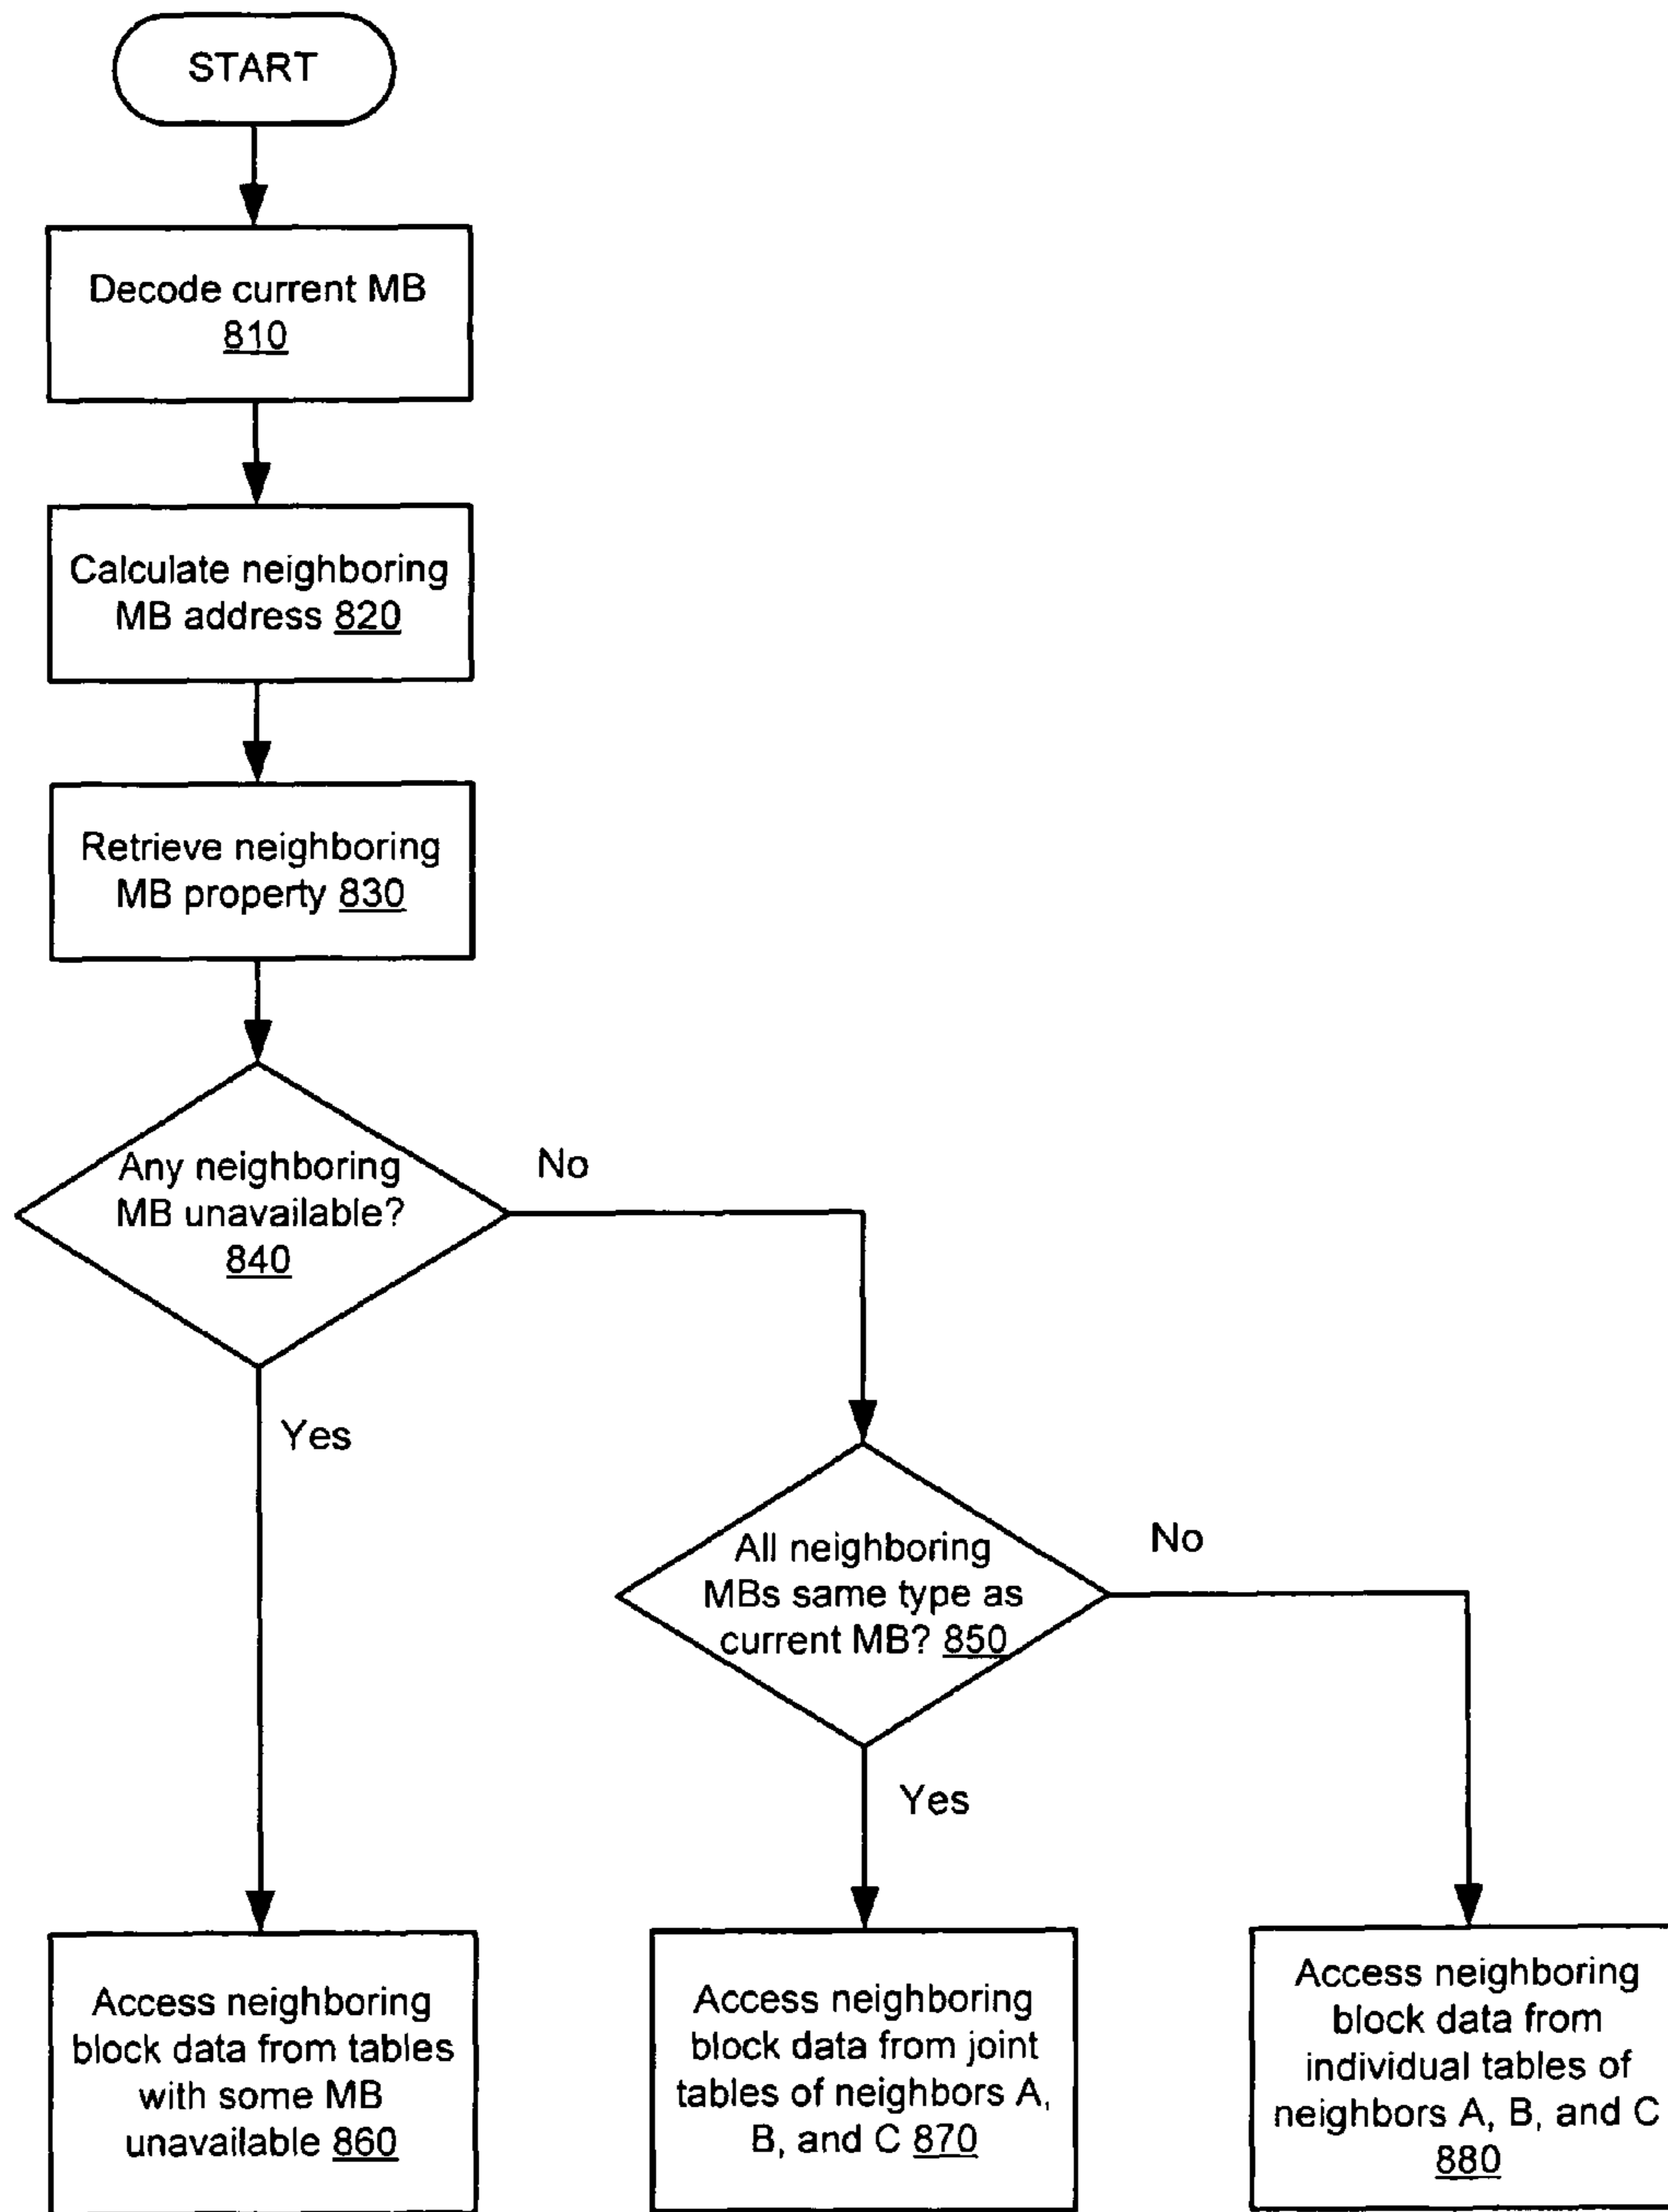 START
Decode current MB
810
Calculate neighboring
MB address 820
Retrieve neighboring
MB property 830
Any neighboring
MB unavailable?
840
No
Yes
All neighboring
MBs same type as
current MB? 850
No
Yes
Access neighboring
block data from tables
with some MB
unavailable 860
Access neighboring
block data from joint
tables of neighbors A,
B, and C 870
Access neighboring
block data from
individual tables of
neighbors A, B, and C
880